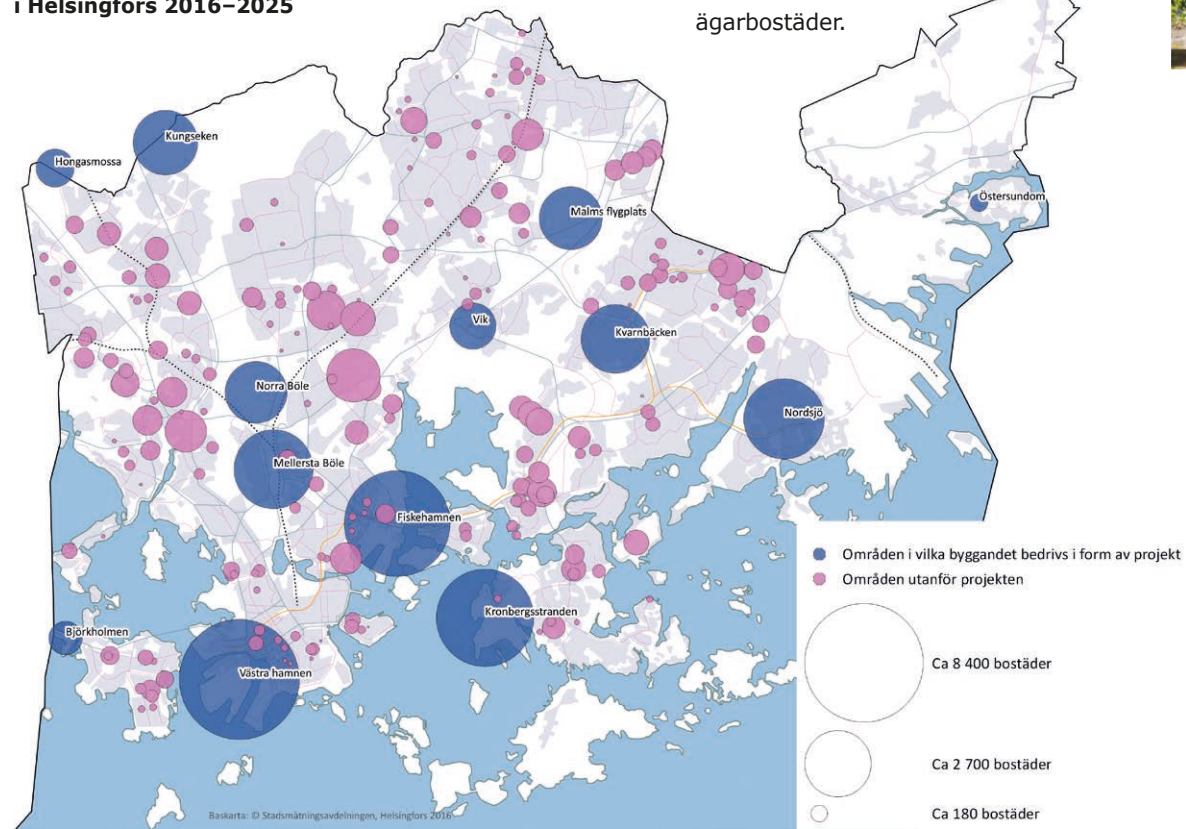 i Helsingfors 2016–2025
ägarbostäder.
Kungseken
Hongasmossa
Östersundom
Malms flygplats
Vik
Kvarnbäcken
Norra Böle
Nordsjö
Mellersta Böle
Fiskehamnen
Områden i vilka byggandet bedrivs i form av projekt
Områden utanför projekten
Kronbergsstranden
Björkholmen
Ca 8 400 bostäder
Västra hamnen
Ca 2 700 bostäder
Baskarta: © Stadsmätningsavdelningen, Helsingfors 2016
Ca 180 bostäder